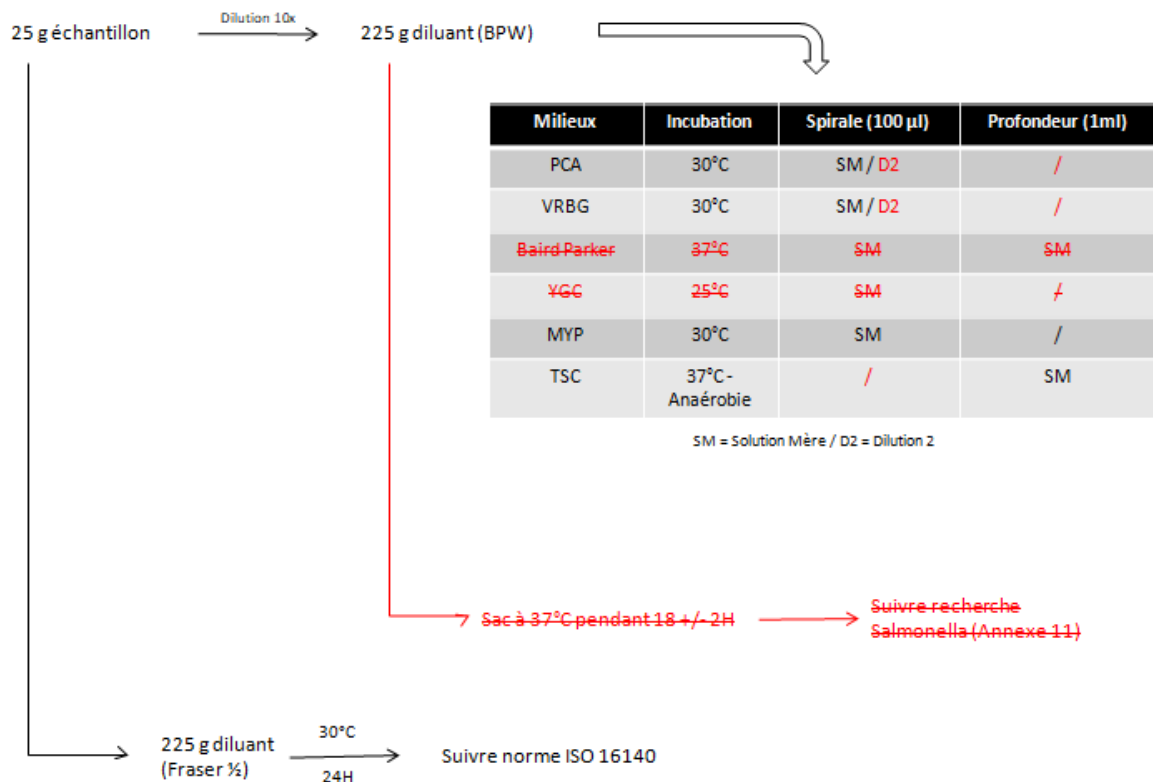 Dilution 10x
25 g échantillon
225 g diluant (BPW)
Milieux Incubation Spirale (100 µl) Profondeur (1ml)
PCA 30°C SM / D2 /
VRBG 30°C SM / D2 /
Baird Parker 37°C SM SM
YGC 25°C SM /
MYP 30°C SM /
TSC 37°C - / SM
Anaérobie
SM = Solution Mère / D2 = Dilution 2
Sac à 37°C pendant 18 +/- 2H
Suivre recherche
Salmonella (Annexe 11)
225 g diluant
(Fraser ½)
30°C
24H
Suivre norme ISO 16140